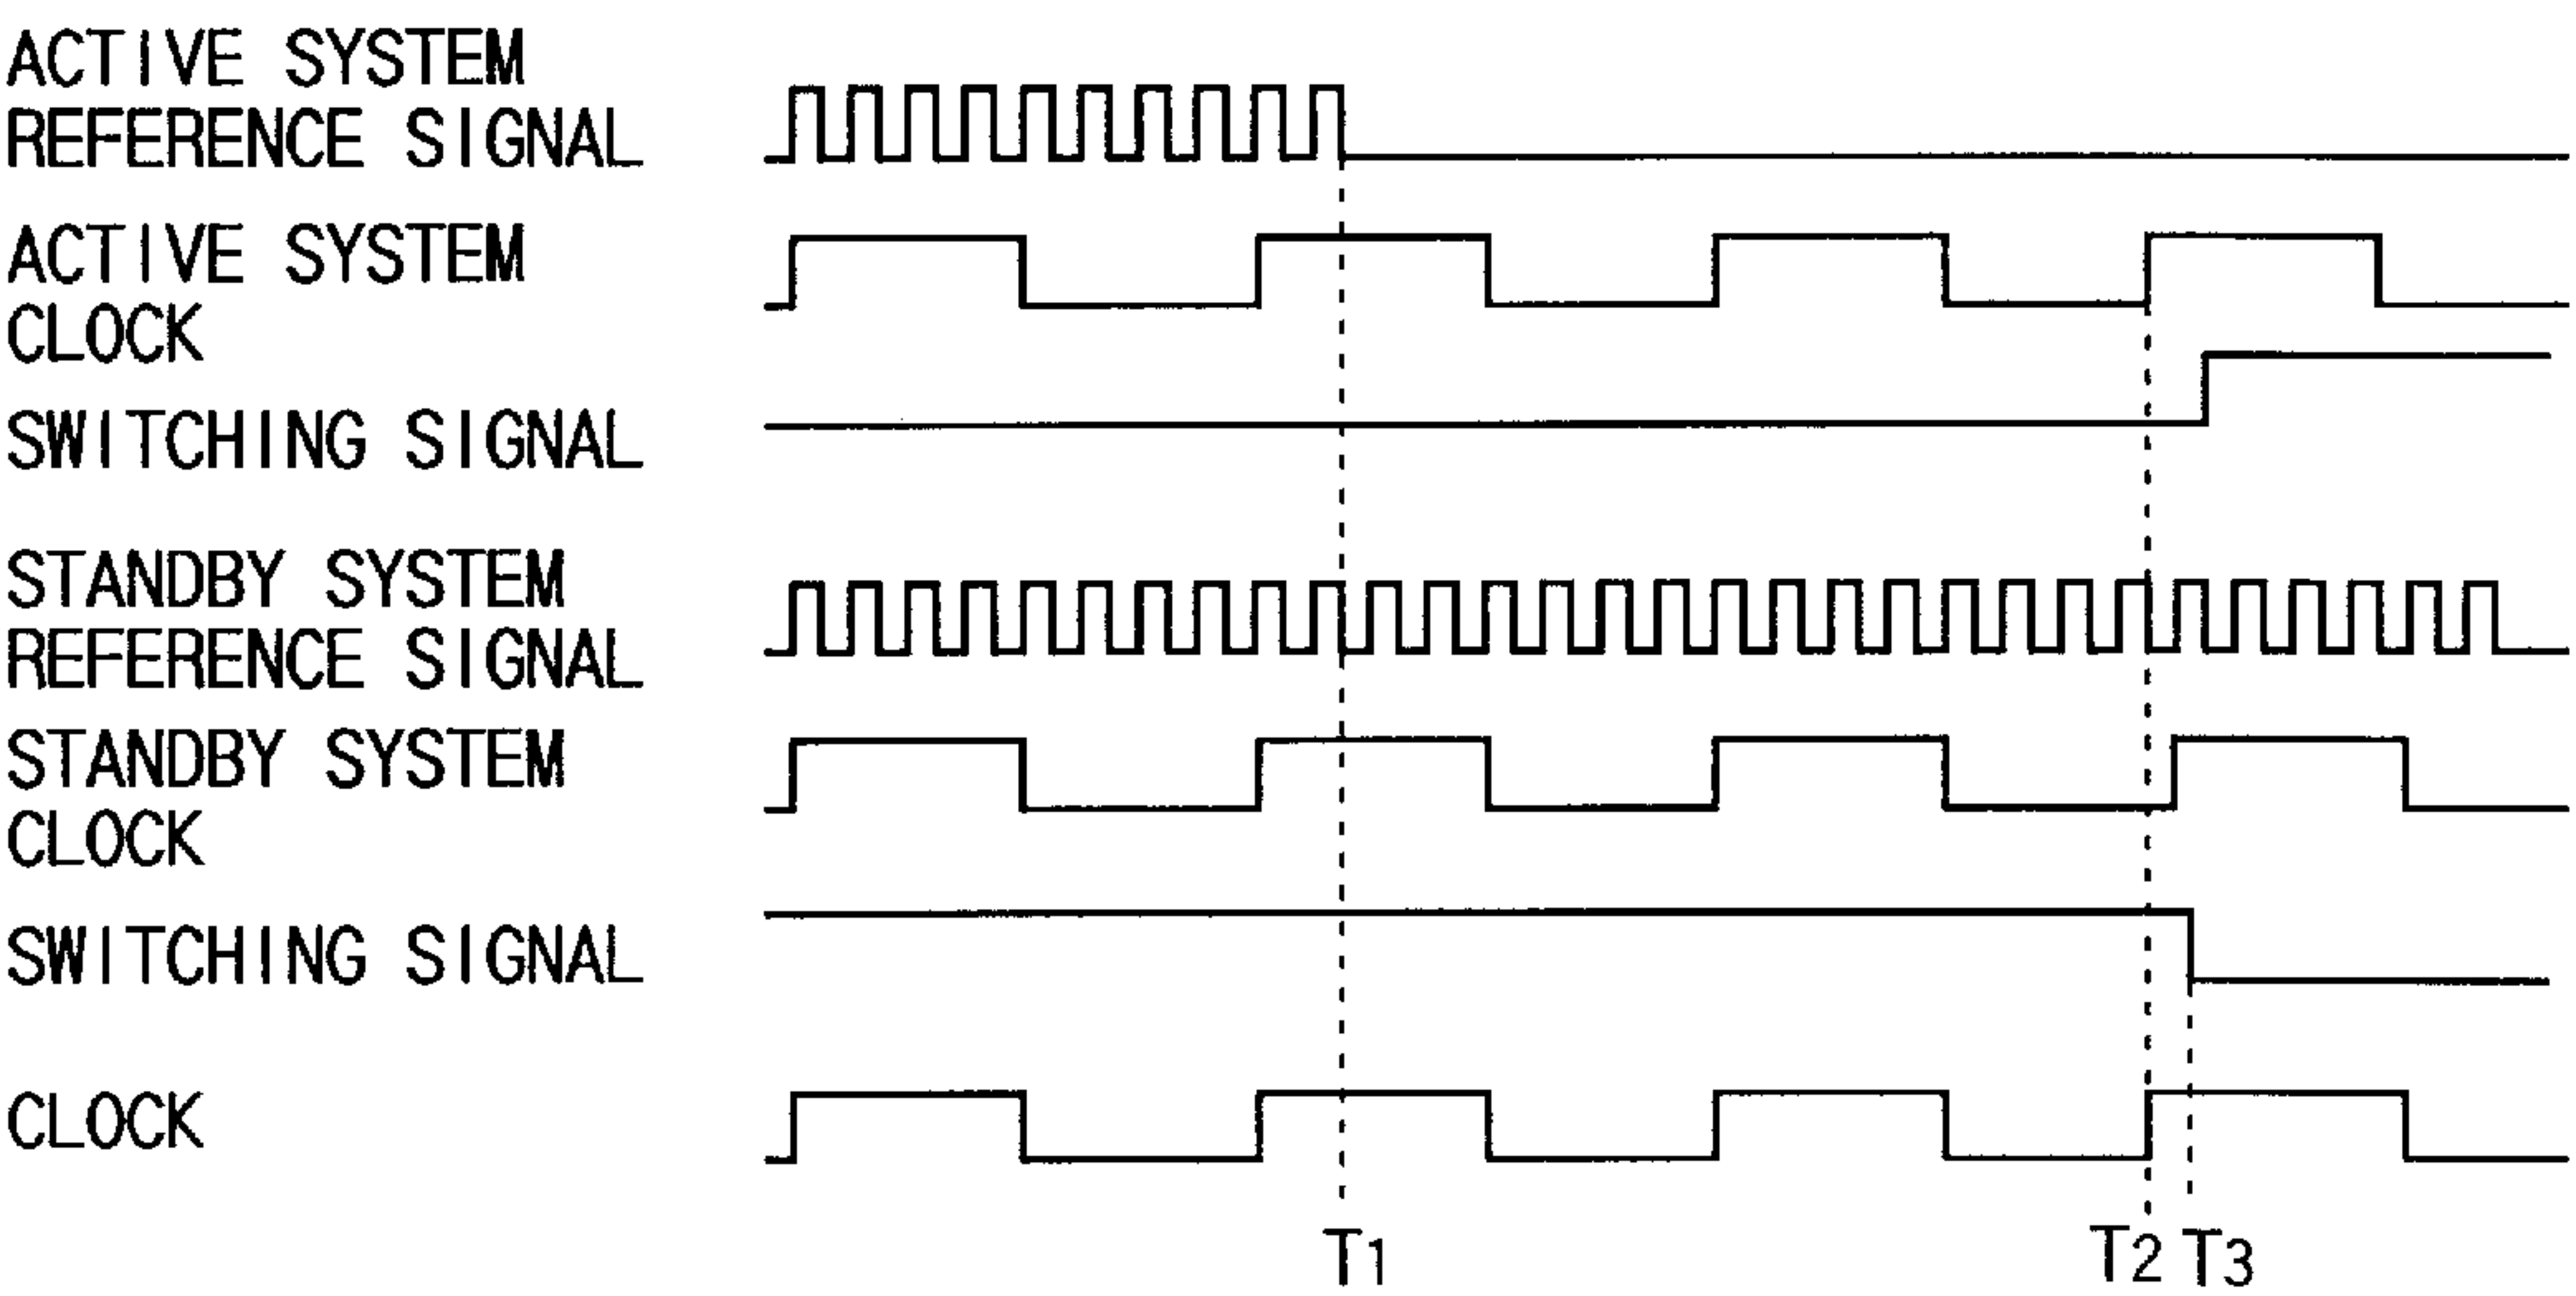 ACTIVE SYSTEM
REFERENCE SIGNAL
ACTIVE SYSTEM
CLOCK
SWITCHING SIGNAL
STANDBY SYSTEM
REFERENCE SIGNAL
STANDBY SYSTEM
CLOCK
SWITCHING SIGNAL
CLOCK
T1 T2 T3